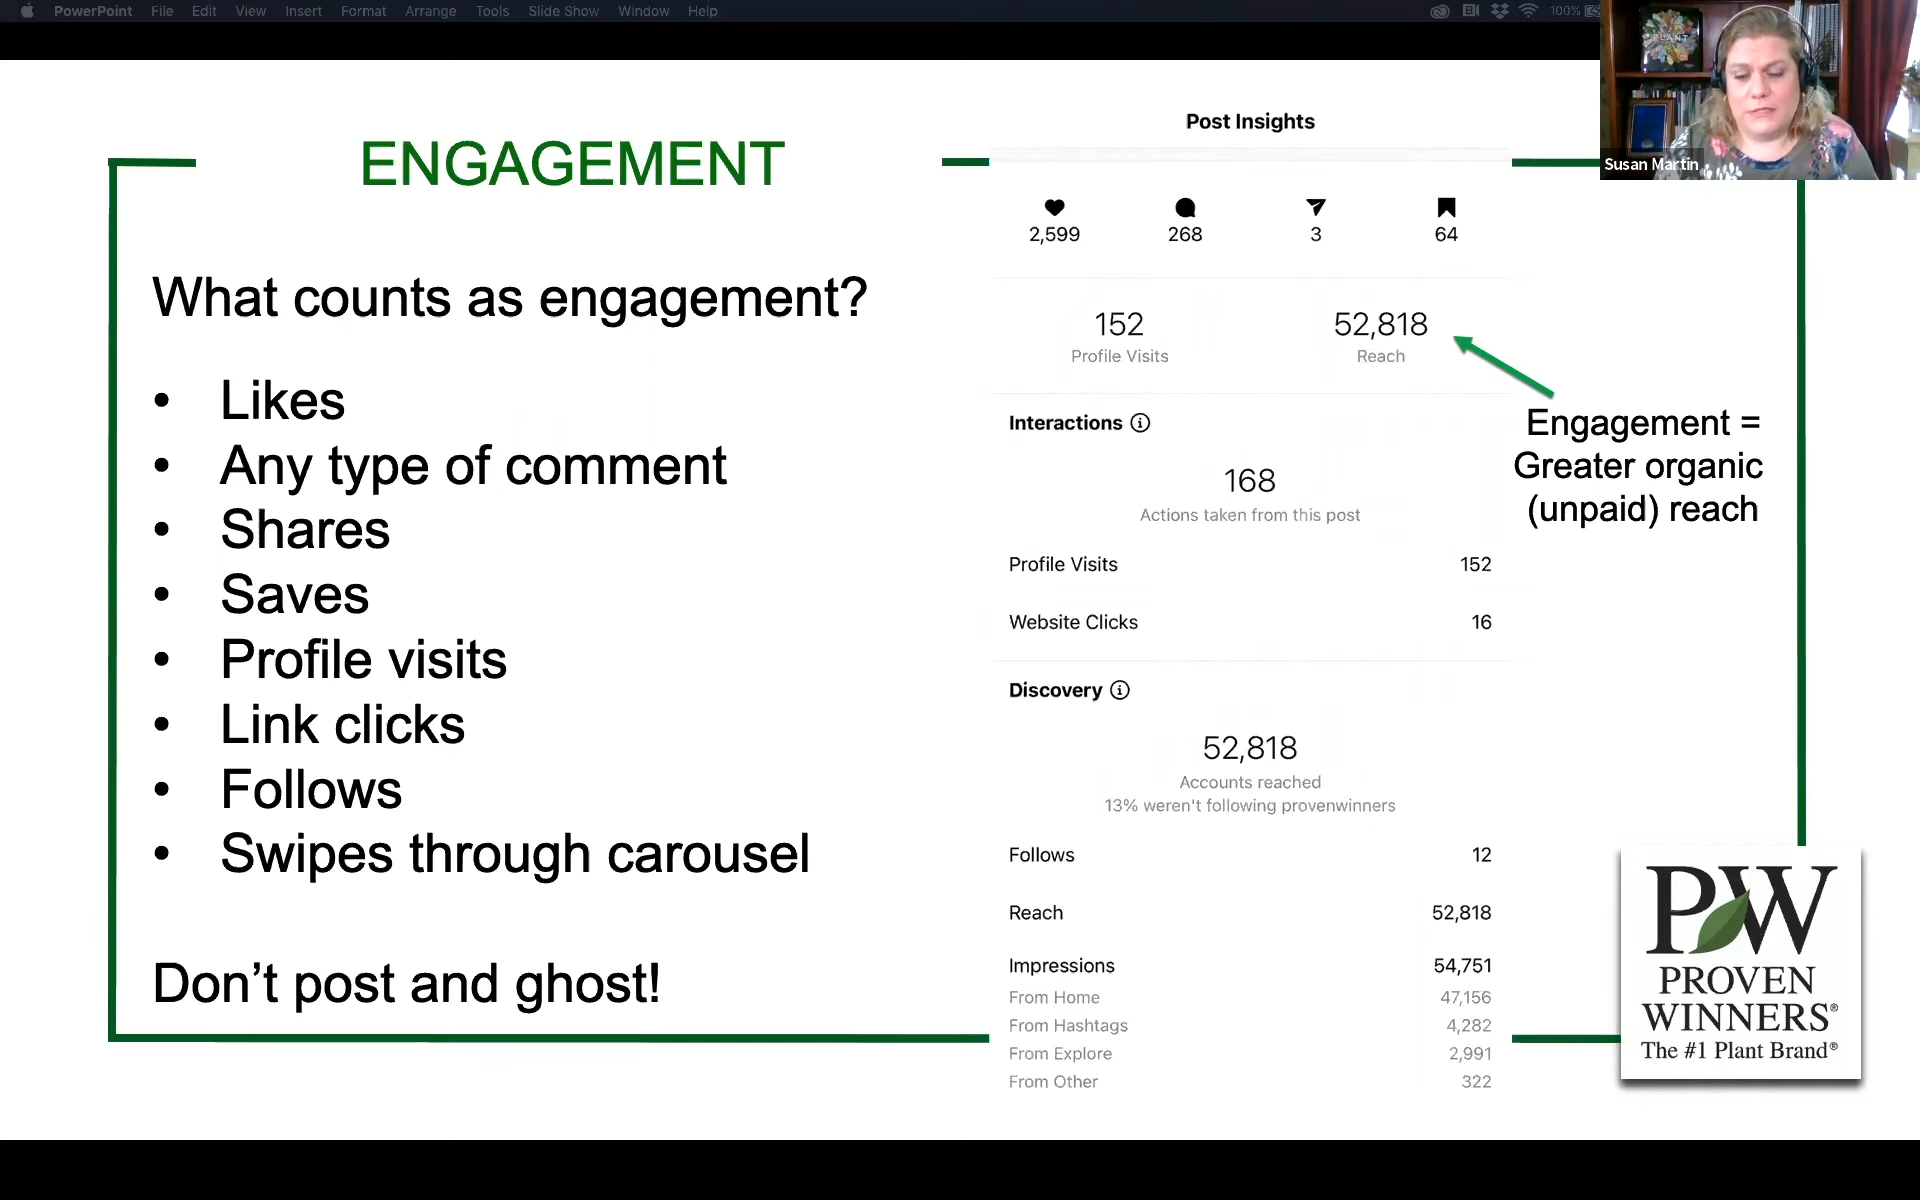 PowerPoint File Edit View Insert Format Arrange Tools Slide Show Window Help
100%
PLANT
Susan Martin
ENGAGEMENT
What counts as engagement?
• Likes
• Any type of comment
• Shares
• Saves
• Profile visits
• Link clicks
• Follows
• Swipes through carousel
Don't post and ghost!
Post Insights
2,599 268 3 64
152 52,818
Profile Visits Reach
Interactions
168
Actions taken from this post
Profile Visits 152
Website Clicks 16
Discovery
52,818
Accounts reached
13% weren't following provenwinners
Follows 12
Reach 52,818
Impressions 54,751
From Home 47,156
From Hashtags 4,282
From Explore 2,991
From Other 322
Engagement =
Greater organic
(unpaid) reach
PW
PROVEN
WINNERS®
The #1 Plant Brand®